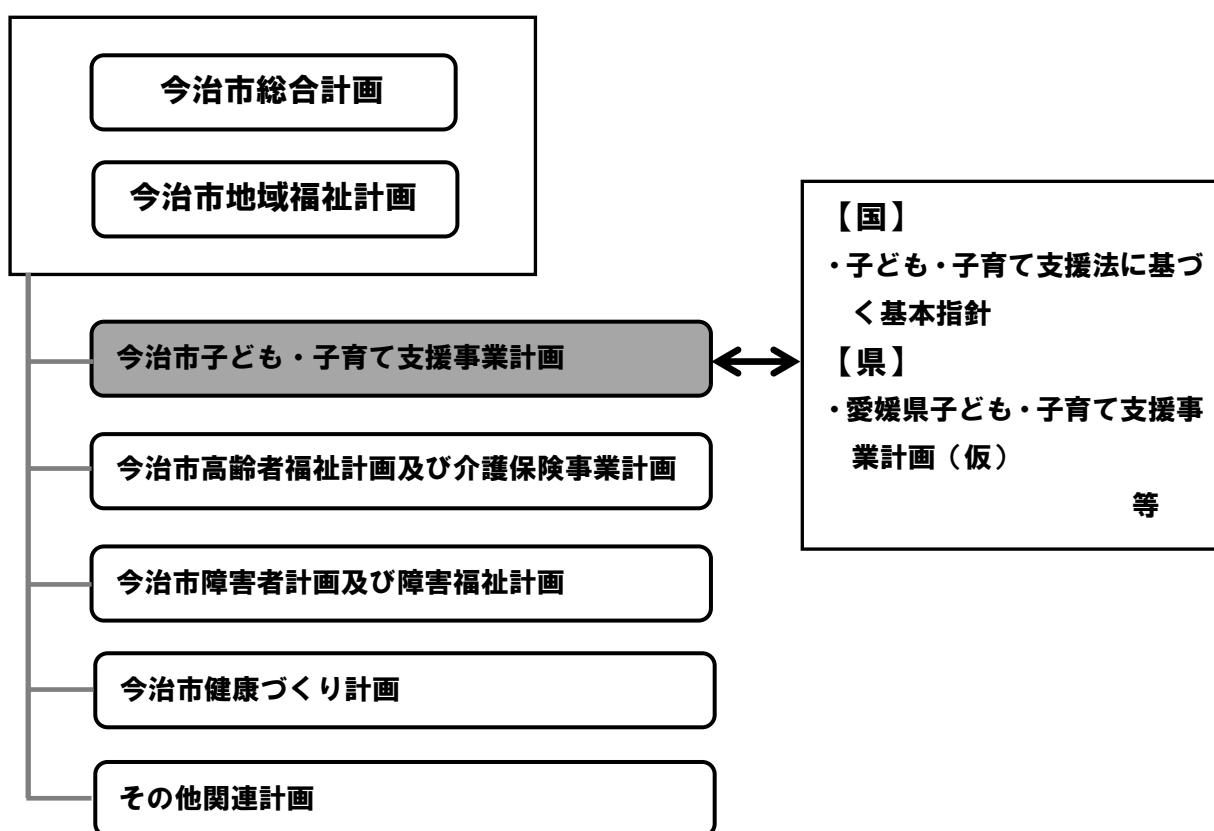 今治市総合計画
今治市地域福祉計画
今治市子ども・子育て支援事業計画
今治市高齢者福祉計画及び介護保険事業計画
今治市障害者計画及び障害福祉計画
今治市健康づくり計画
その他関連計画
【国】
・子ども・子育て支援法に基づ
く基本指針
【県】
・愛媛県子ども・子育て支援事
業計画（仮）
等